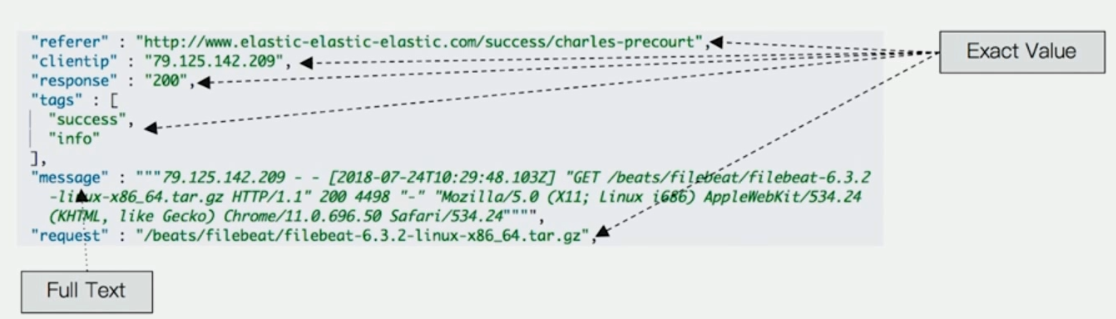 "referer" : "http://www.elastic-elastic-elastic.com/success/charles-precourt",
"clientip" : "79.125.142.209",
"response" : "200",
"tags" : [
"success",
"info"
],
"message" : """79.125.142.209 - - [2018-07-24T10:29:48.103Z] "GET /beats/filebeat/filebeat-6.3.2
-linux-x86_64.tar.gz HTTP/1.1" 200 4498 "-" "Mozilla/5.0 (X11; Linux i686) AppleWebKit/534.24
(KHTML, like Gecko) Chrome/11.0.696.50 Safari/534.24"""",
"request" : "/beats/filebeat/filebeat-6.3.2-linux-x86_64.tar.gz",
Exact Value
Full Text